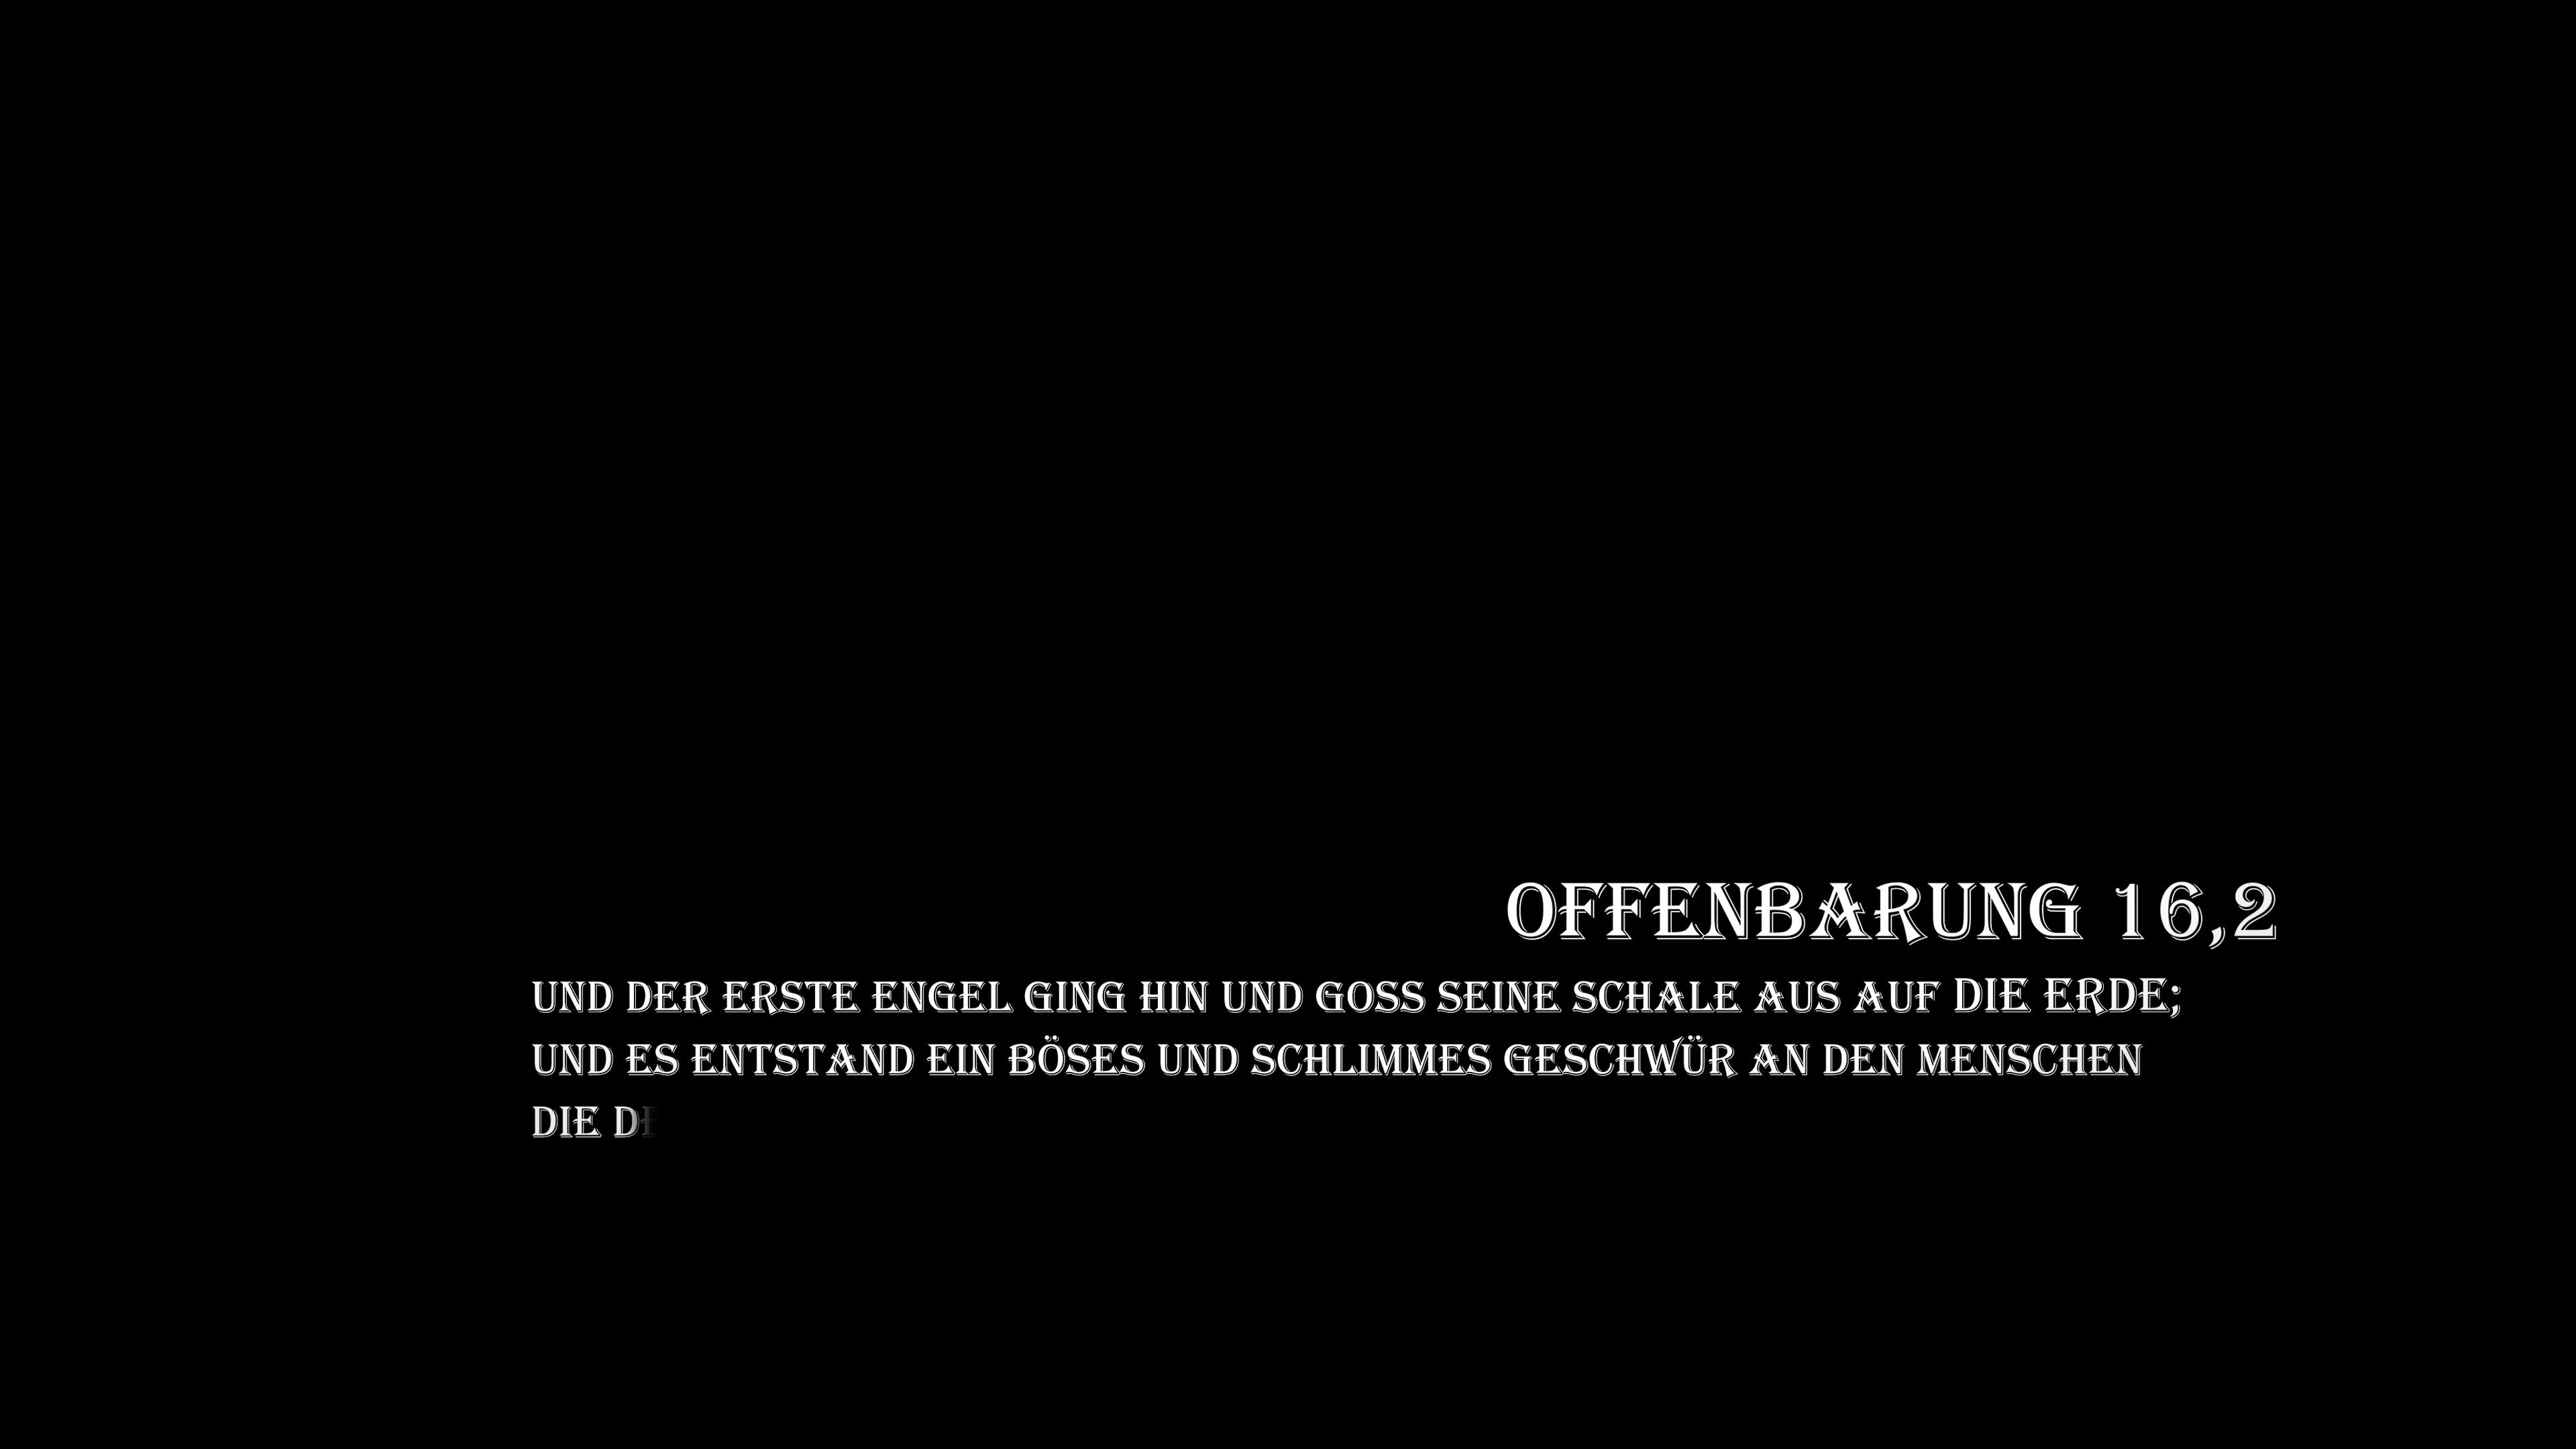 OFFENBARUNG 16,2
UND DER ERSTE ENGEL GING HIN UND GOSS SEINE SCHALE AUS AUF DIE ERDE;
UND ES ENTSTAND EIN BÖSES UND SCHLIMMES GESCHWÜR AN DEN MENSCHEN
DIE DE